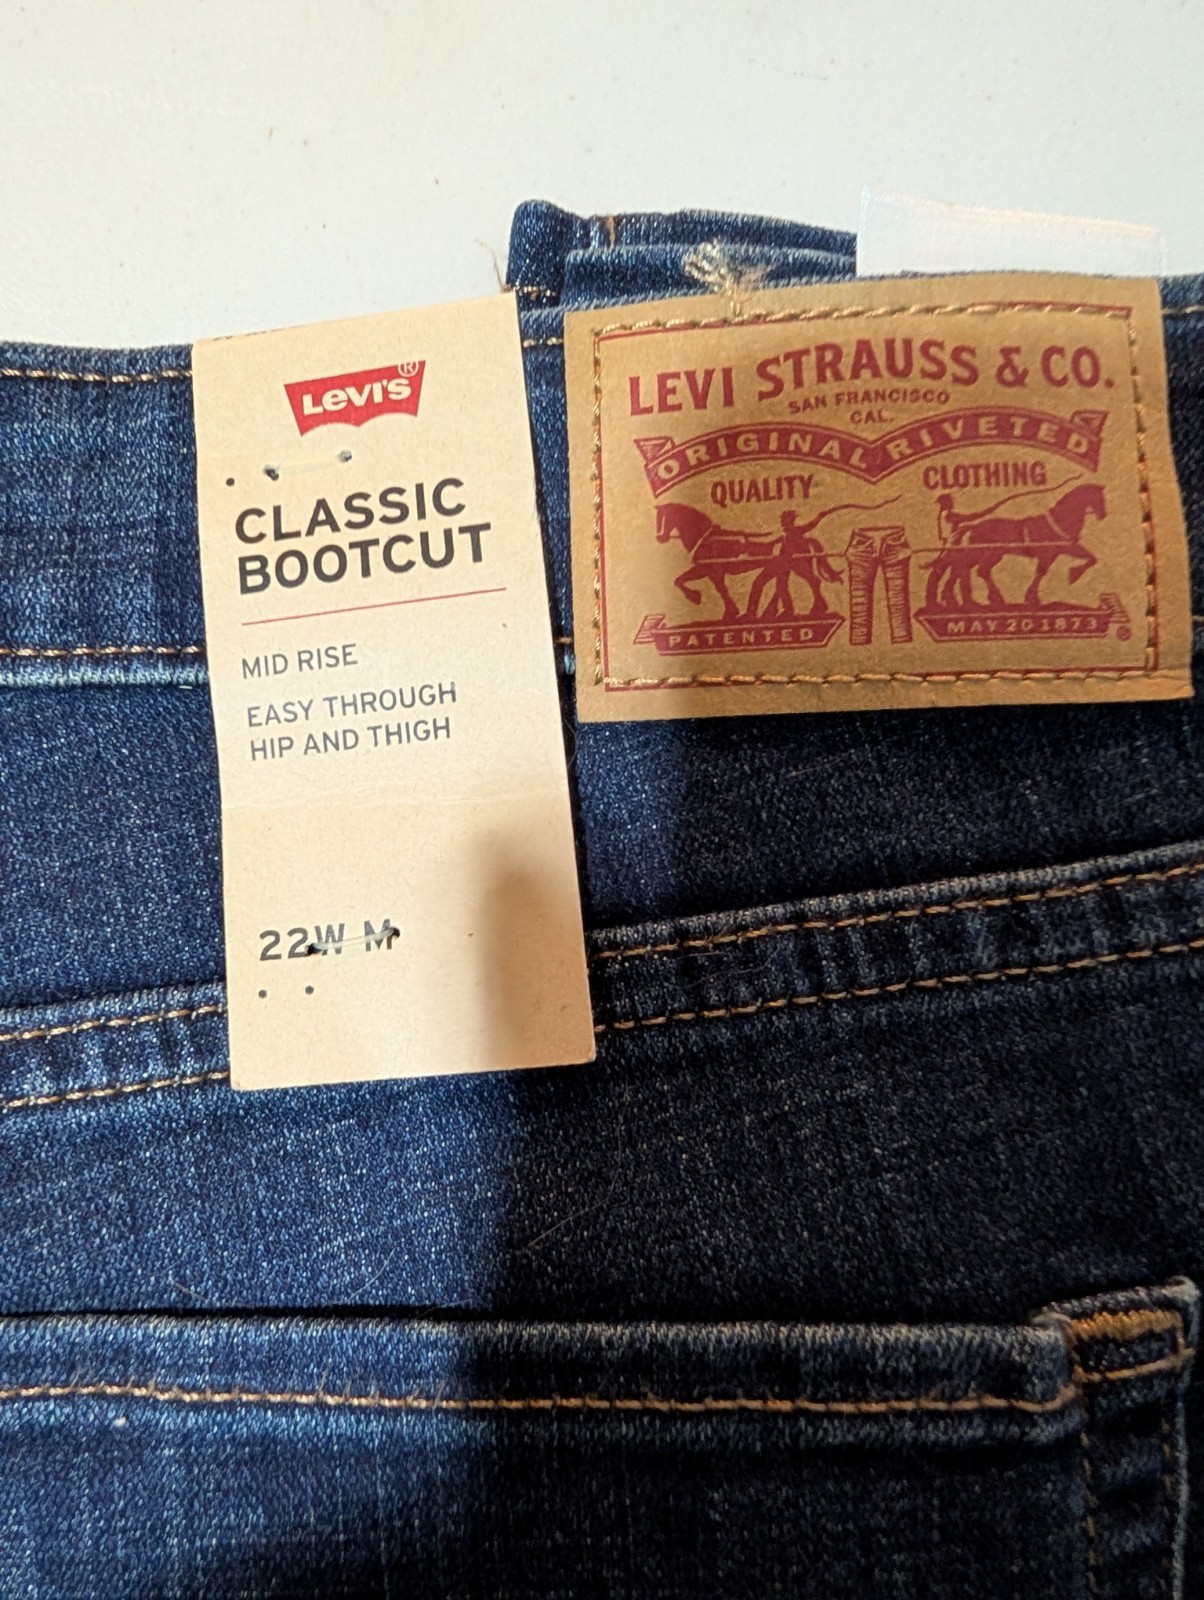 LEVI'S®
CLASSIC
BOOTCUT
MID RISE
EASY THROUGH
HIP AND THIGH
22W M
LEVI STRAUSS & CO.
SAN FRANCISCO
CAL.
ORIGINAL RIVETED
QUALITY CLOTHING
PATENTED MAY 20 1873 ®